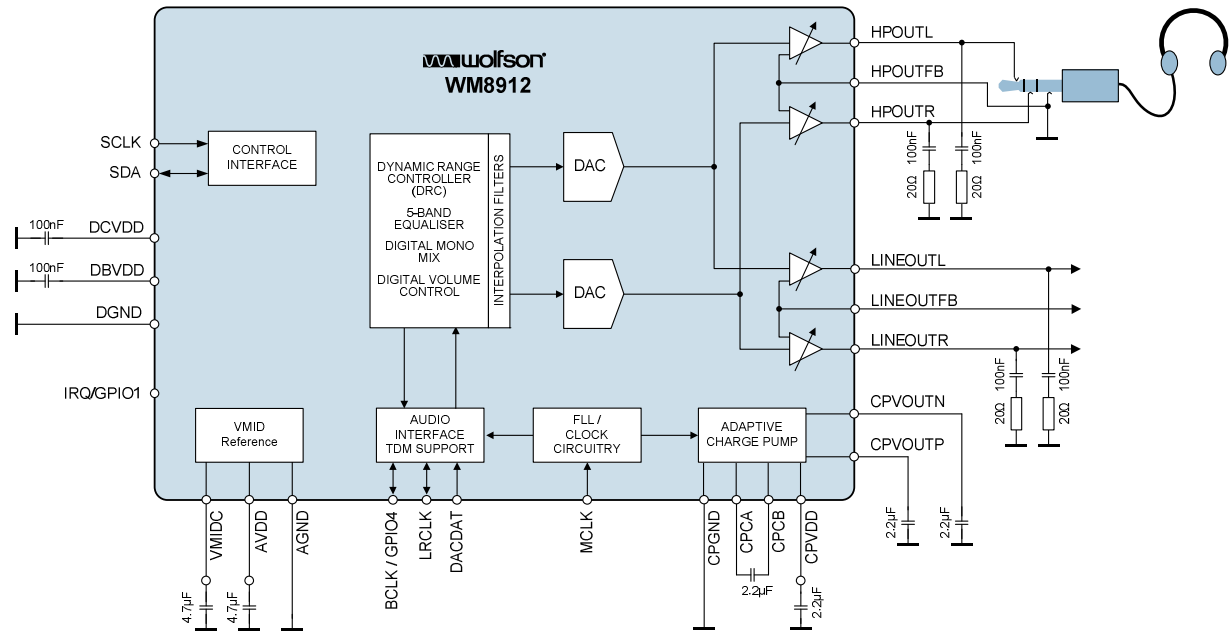 wolfson
WM8912
SCLK
SDA
CONTROL
INTERFACE
100nF
DCVDD
100nF
DBVDD
DGND
IRQ/GPIO1
DYNAMIC RANGE
CONTROLLER
(DRC)
5-BAND
EQUALISER
DIGITAL MONO
MIX
DIGITAL VOLUME
CONTROL
INTERPOLATION FILTERS
DAC
DAC
HPOUTL
HPOUTFB
HPOUTR
100nF
100nF
20Ω
20Ω
LINEOUTL
LINEOUTFB
LINEOUTR
100nF
100nF
20Ω
20Ω
VMID
Reference
AUDIO
INTERFACE
TDM SUPPORT
FLL /
CLOCK
CIRCUITRY
ADAPTIVE
CHARGE PUMP
CPVOUTN
CPVOUTP
2.2µF
2.2µF
VMIDC
AVDD
AGND
BCLK / GPIO4
LRCLK
DACDAT
MCLK
CPGND
CPCA
CPCB
CPVDD
4.7µF
4.7µF
2.2µF
2.2µF